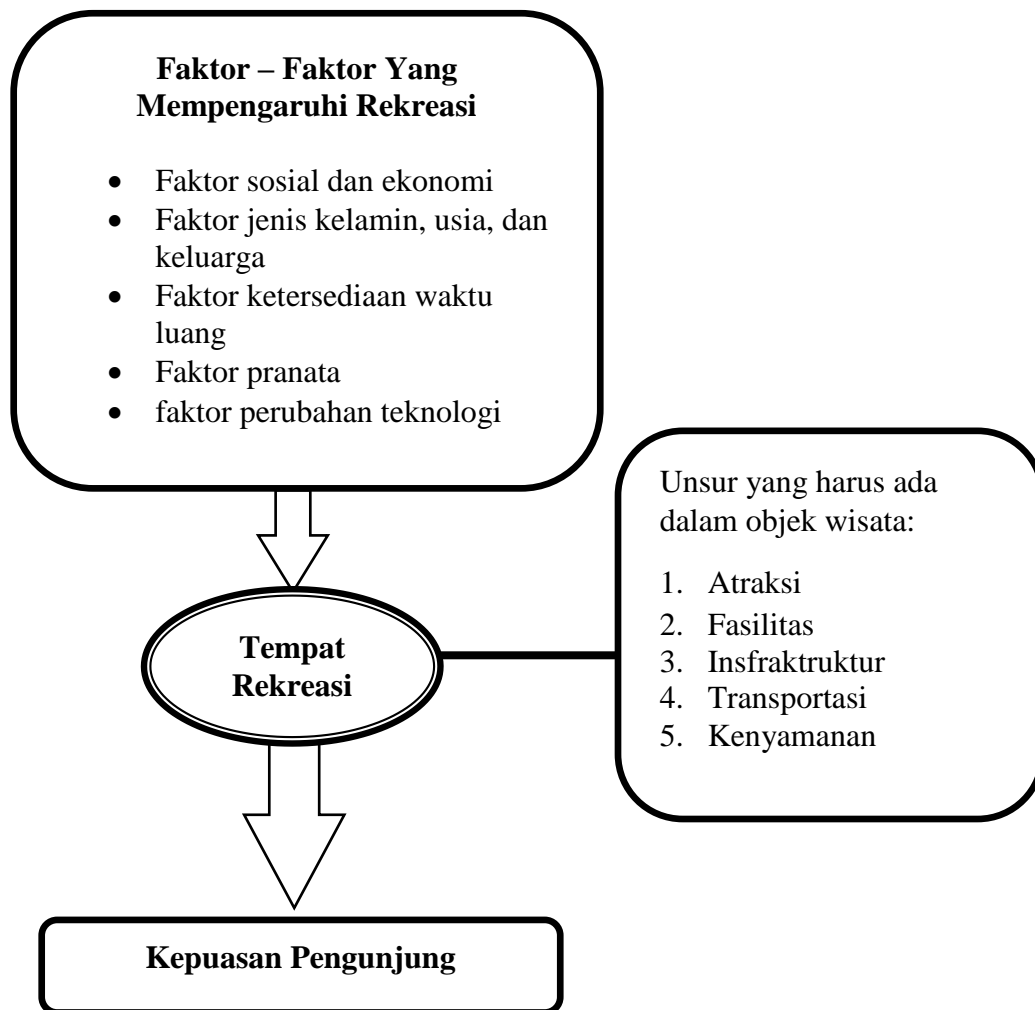 Faktor – Faktor Yang
Mempengaruhi Rekreasi
• Faktor sosial dan ekonomi
• Faktor jenis kelamin, usia, dan
keluarga
• Faktor ketersediaan waktu
luang
• Faktor pranata
• faktor perubahan teknologi
Unsur yang harus ada
dalam objek wisata:
1. Atraksi
2. Fasilitas
3. Insfraktruktur
4. Transportasi
5. Kenyamanan
Tempat
Rekreasi
Kepuasan Pengunjung